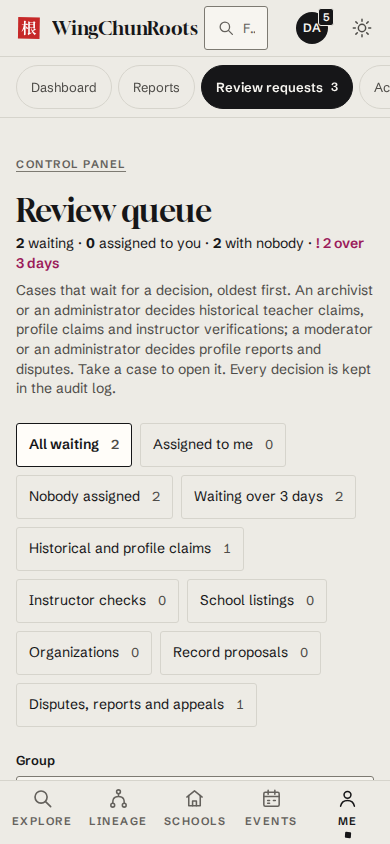 根 WingChunRoots F.. DA 5
Dashboard Reports Review requests 3 Ac
CONTROL PANEL
Review queue
2 waiting · 0 assigned to you · 2 with nobody · ! 2 over
3 days
Cases that wait for a decision, oldest first. An archivist
or an administrator decides historical teacher claims,
profile claims and instructor verifications; a moderator
or an administrator decides profile reports and
disputes. Take a case to open it. Every decision is kept
in the audit log.
All waiting 2 Assigned to me 0
Nobody assigned 2 Waiting over 3 days 2
Historical and profile claims 1
Instructor checks 0 School listings 0
Organizations 0 Record proposals 0
Disputes, reports and appeals 1
Group
EXPLORE LINEAGE SCHOOLS EVENTS ME